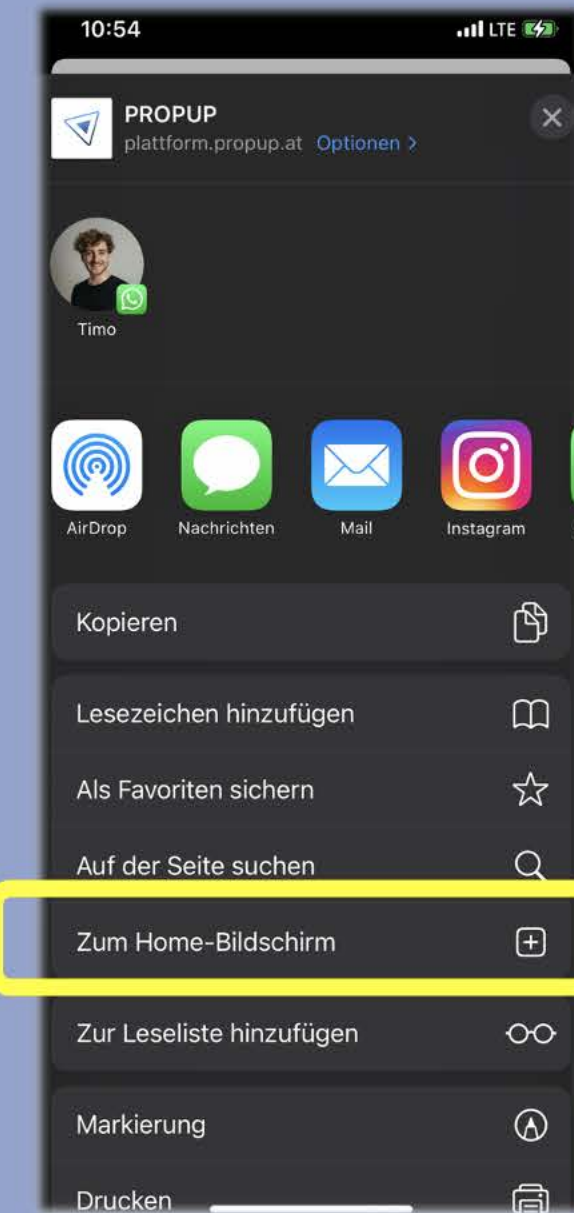 10:54 LTE
PROPUP
plattform.propup.at Optionen >
Timo
AirDrop Nachrichten Mail Instagram
Kopieren
Lesezeichen hinzufügen
Als Favoriten sichern
Auf der Seite suchen
Zum Home-Bildschirm
Zur Leseliste hinzufügen
Markierung
Drucken